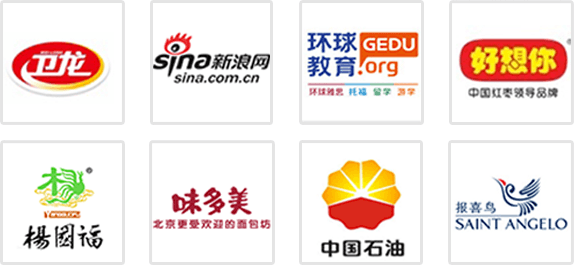 卫龙
®
sina新浪网
sina.com.cn
环球 GEDU
教育.org
环球雅思 托福 留学 游学
好想你
®
中国红枣领导品牌
®
楊國福
味多美
北京更受欢迎的面包坊
中国石油
报喜鸟
SAINT ANGELO